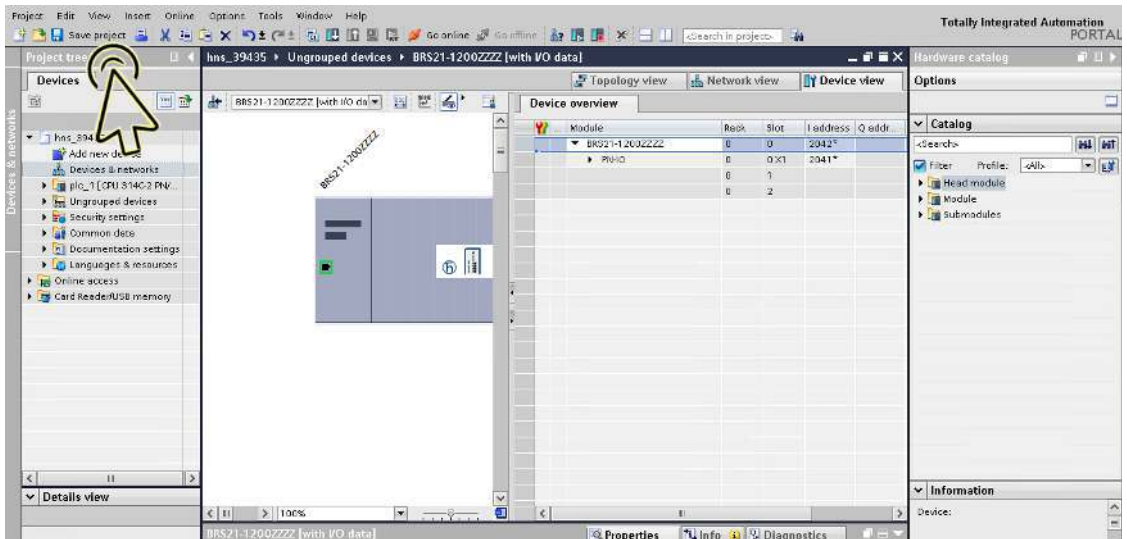 Project Edit View Insert Online Options Tools Window Help
Totally Integrated Automation
PORTAL
Save project
Go online
Go offline
<Search in project>
Project tree
hns_39435 ▸ Ungrouped devices ▸ BRS21-1200ZZZZ [with I/O data]
Hardware catalog
Devices
Topology view
Network view
Device view
Options
BRS21-1200ZZZZ [with I/O da
Device overview
Devices & networks
Module Rack Slot I address Q addr...
Catalog
BRS21-1200ZZZZ 0 0 2042*
<Search>
Add new
PN-IO 0 0 X1 2041*
Filter Profile: <All>
Devices & networks
0 1
Head module
plc_1 [CPU 314C-2 PN/...
0 2
Module
Ungrouped devices
Submodules
Security settings
Common data
Documentation settings
Languages & resources
Online access
Card Reader/USB memory
BRS21-1200ZZZZ
Details view
100%
Information
Device:
BRS21-1200ZZZZ [with I/O data]
Properties
Info
Diagnostics